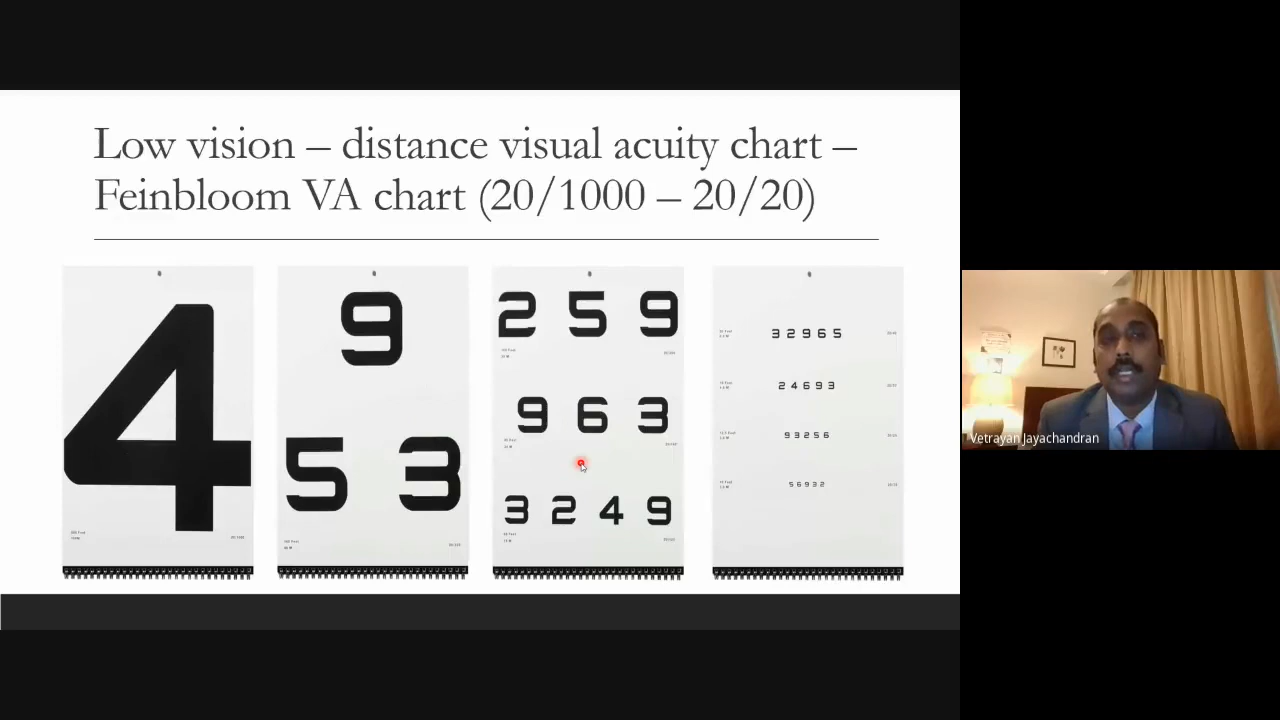 Low vision – distance visual acuity chart –
Feinbloom VA chart (20/1000 – 20/20)
4
9
5 3
2 5 9
9 6 3
3 2 4 9
3 2 9 6 5
2 4 6 9 3
9 3 2 5 6
5 6 9 3 2
Vetrayan Jayachandran